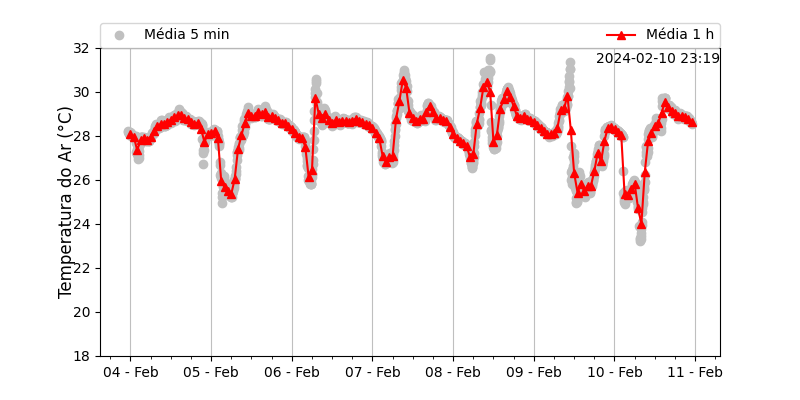 Média 5 min
Média 1 h
2024-02-10 23:19
Temperatura do Ar (°C)
32
30
28
26
24
22
20
18
04 - Feb
05 - Feb
06 - Feb
07 - Feb
08 - Feb
09 - Feb
10 - Feb
11 - Feb